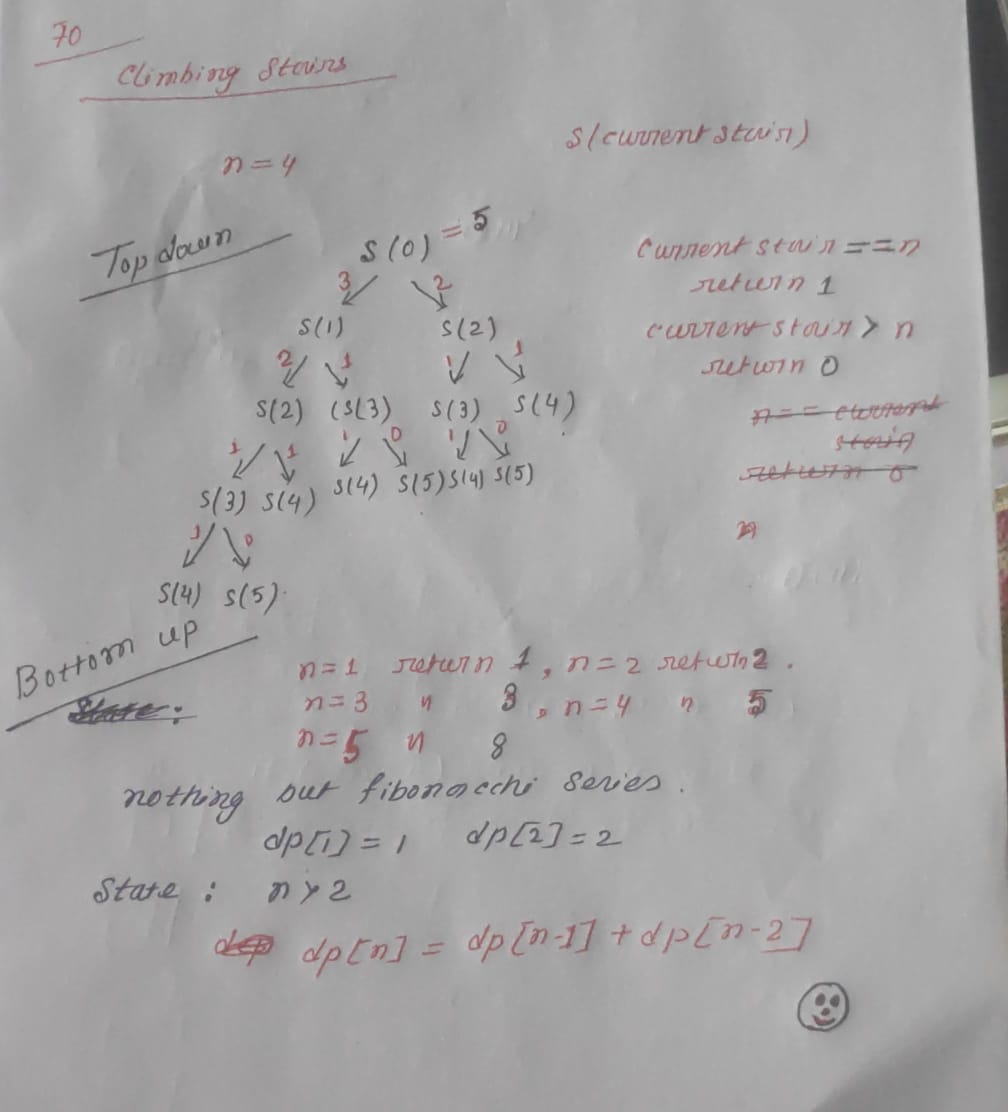 70
Climbing Stairs
S(current stair)
n = 4
Top down
S(0) = 5
current stair == n
return 1
3 2
S(1) S(2)
current stair > n
return 0
2 1 1 1
S(2) (S(3) S(3) S(4)
n == current
stair
return 0
1 1 1 0 1 0
S(3) S(4) S(4) S(5) S(4) S(5)
n
1 0
S(4) S(5)
Bottom up
n=1 return 1, n=2 return 2.
State:
n=3 " 3, n=4 " 5
n=5 " 8
nothing but fibonacchi series.
dp[1] = 1 dp[2] = 2
State : n > 2
dp dp[n] = dp[n-1] + dp[n-2]